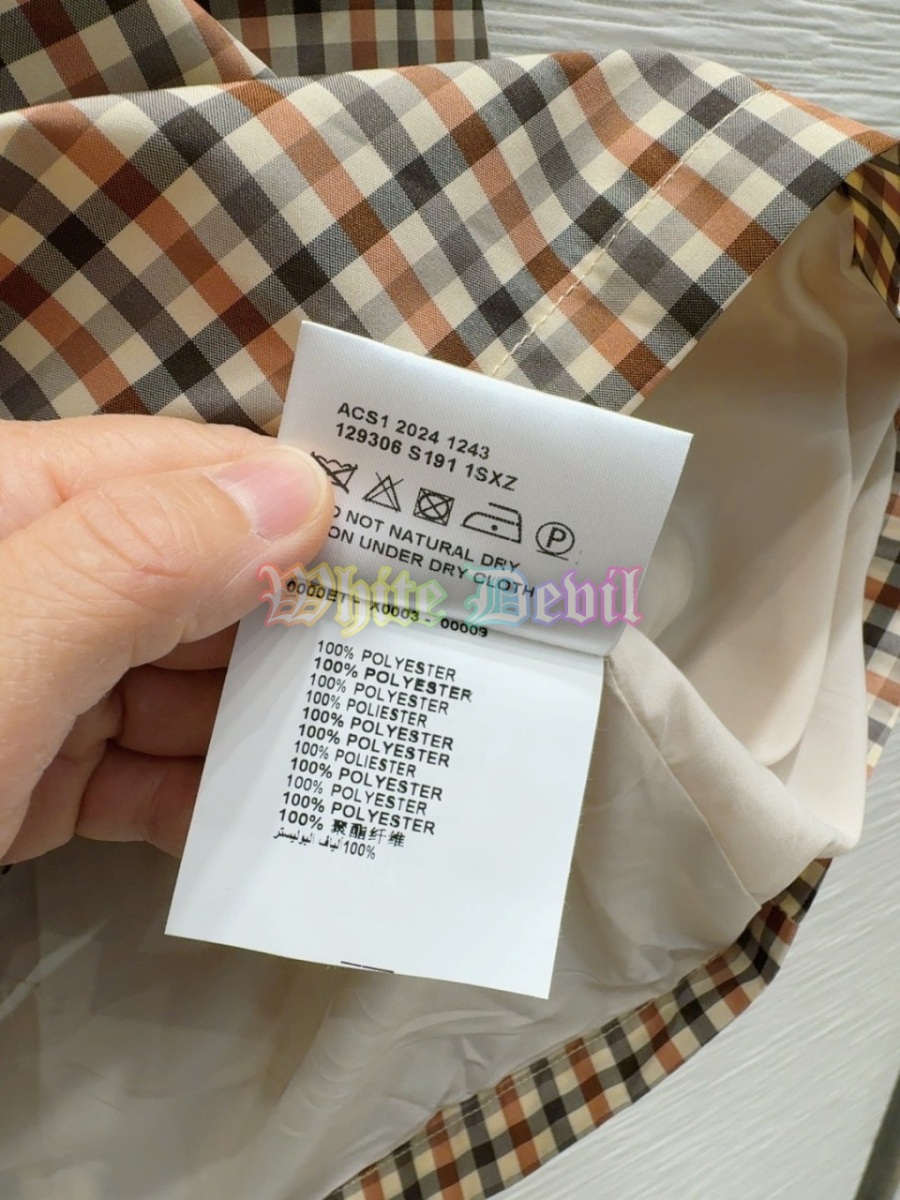 ACS1 2024 1243
129306 S191 1SXZ
P
NOT NATURAL DRY
UNDER DRY CLOTH
White Devil
X0003 00009
100% POLYESTER
100% POLYESTER
100% POLYESTER
100% POLIESTER
100% POLYESTER
100% POLYESTER
100% POLIESTER
100% POLYESTER
100% POLYESTER
100% POLYESTER
100% 聚酯纤维
100% ألياف البوليستر